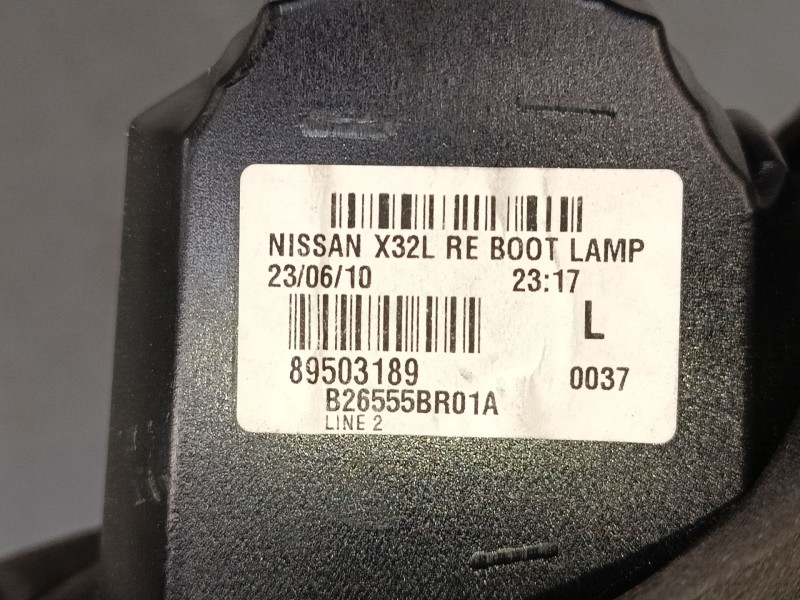 NISSAN X32L RE BOOT LAMP
23/06/10 23:17
L
89503189 0037
B26555BR01A
LINE 2